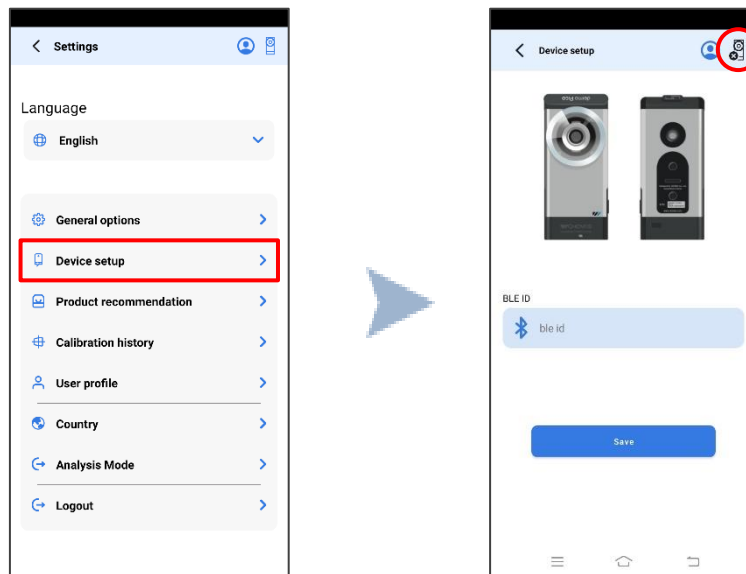 Settings
Language
English
General options
Device setup
Product recommendation
Calibration history
User profile
Country
Analysis Mode
Logout
Device setup
BLE ID
ble id
Save